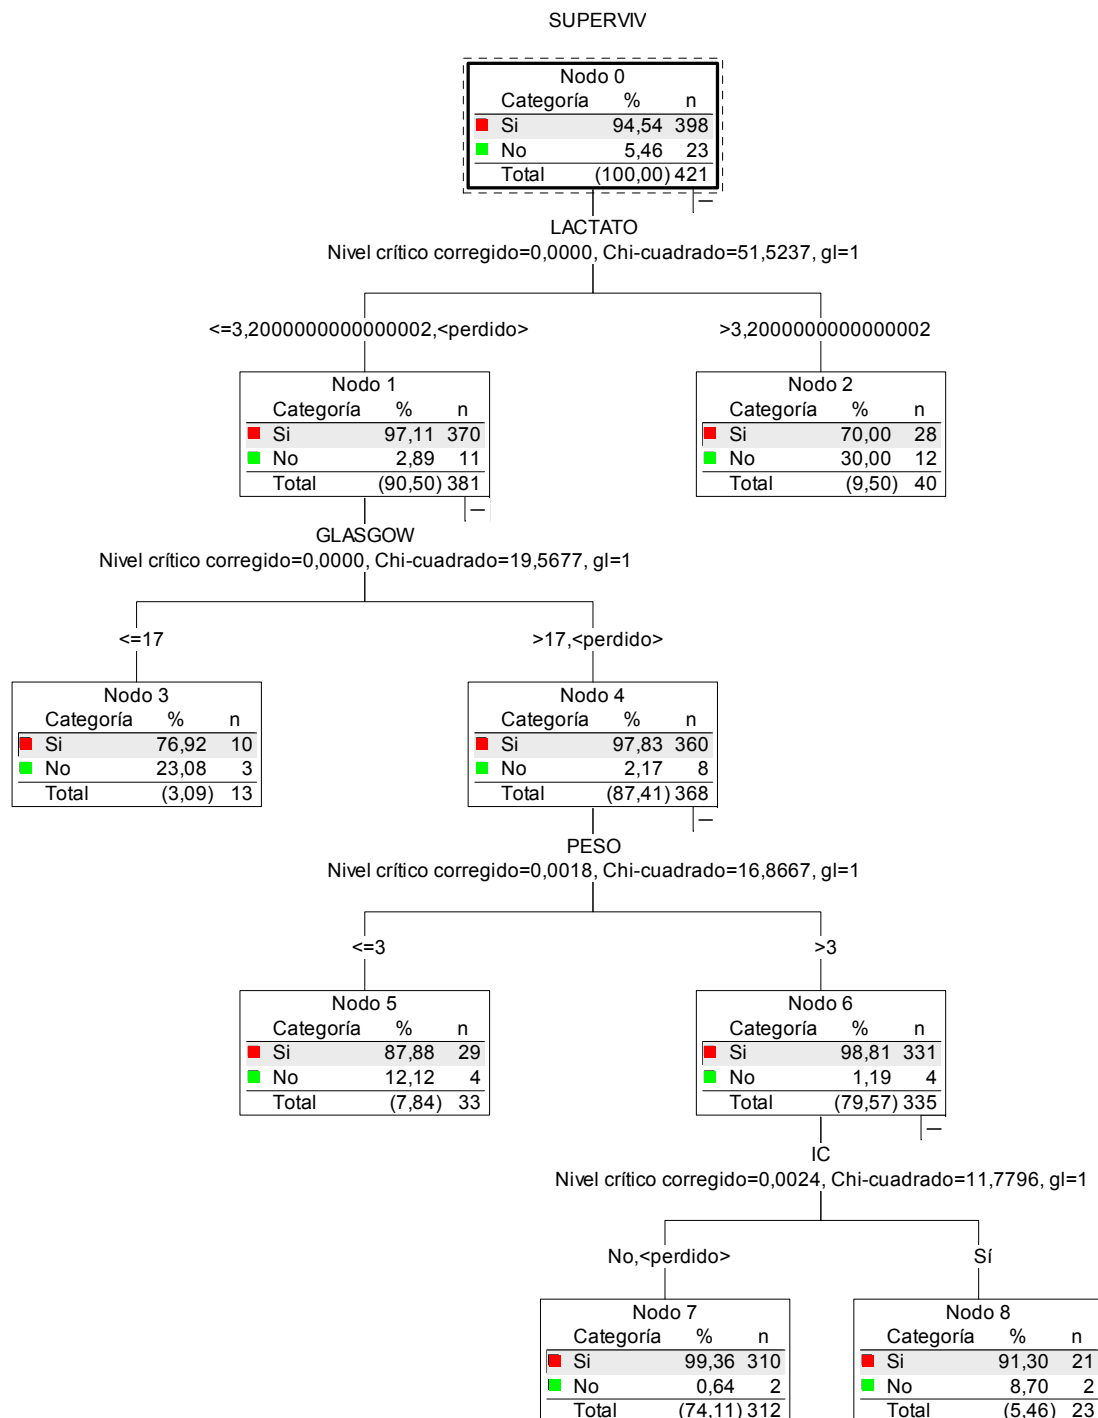 SUPERVIV
Nodo 0
Categoría % n
Si 94,54 398
No 5,46 23
Total (100,00) 421
LACTATO
Nivel crítico corregido=0,0000, Chi-cuadrado=51,5237, gl=1
<=3,2000000000000002,<perdido> >3,2000000000000002
Nodo 1
Categoría % n
Si 97,11 370
No 2,89 11
Total (90,50) 381
Nodo 2
Categoría % n
Si 70,00 28
No 30,00 12
Total (9,50) 40
GLASGOW
Nivel crítico corregido=0,0000, Chi-cuadrado=19,5677, gl=1
<=17 >17,<perdido>
Nodo 3
Categoría % n
Si 76,92 10
No 23,08 3
Total (3,09) 13
Nodo 4
Categoría % n
Si 97,83 360
No 2,17 8
Total (87,41) 368
PESO
Nivel crítico corregido=0,0018, Chi-cuadrado=16,8667, gl=1
<=3 >3
Nodo 5
Categoría % n
Si 87,88 29
No 12,12 4
Total (7,84) 33
Nodo 6
Categoría % n
Si 98,81 331
No 1,19 4
Total (79,57) 335
IC
Nivel crítico corregido=0,0024, Chi-cuadrado=11,7796, gl=1
No,<perdido> Sí
Nodo 7
Categoría % n
Si 99,36 310
No 0,64 2
Total (74,11) 312
Nodo 8
Categoría % n
Si 91,30 21
No 8,70 2
Total (5,46) 23